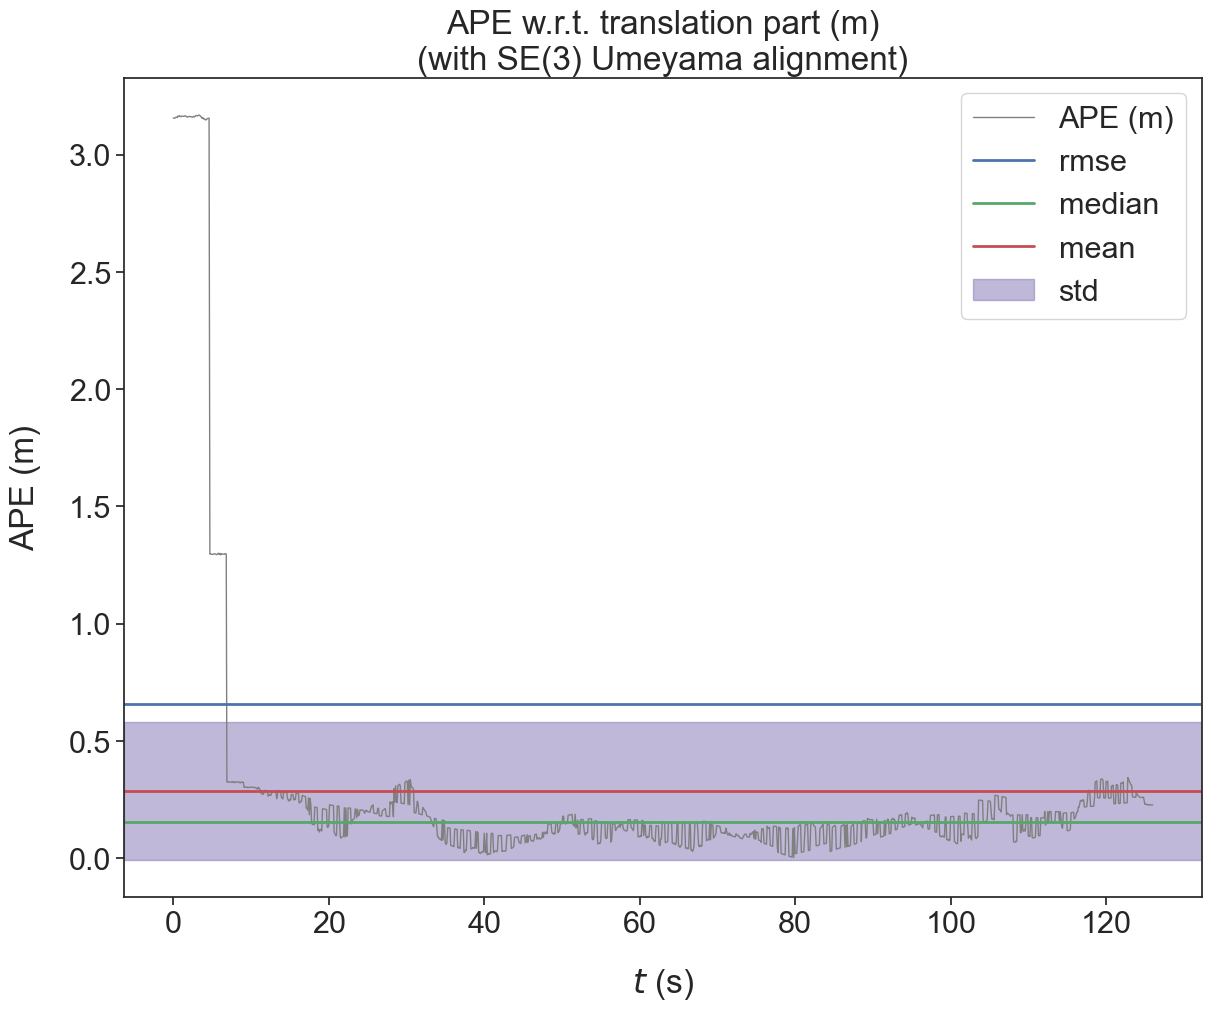 APE w.r.t. translation part (m)
(with SE(3) Umeyama alignment)
APE (m)
rmse
median
mean
std
3.0
2.5
2.0
1.5
1.0
0.5
0.0
APE (m)
0 20 40 60 80 100 120
t (s)